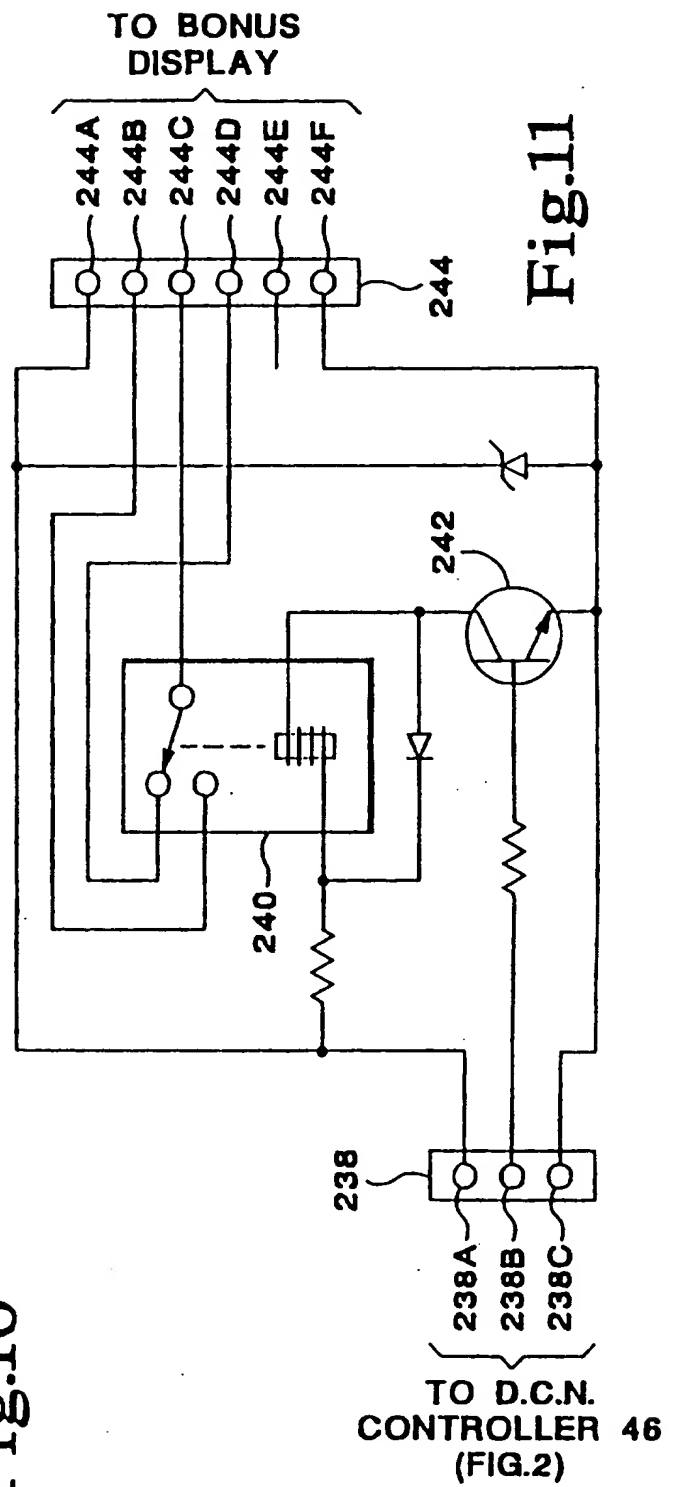 TO BONUS
DISPLAY
244A
244B
244C
244D
244E
244F
244
Fig.11
242
240
238
238A
238B
238C
TO D.C.N.
CONTROLLER 46
(FIG.2)